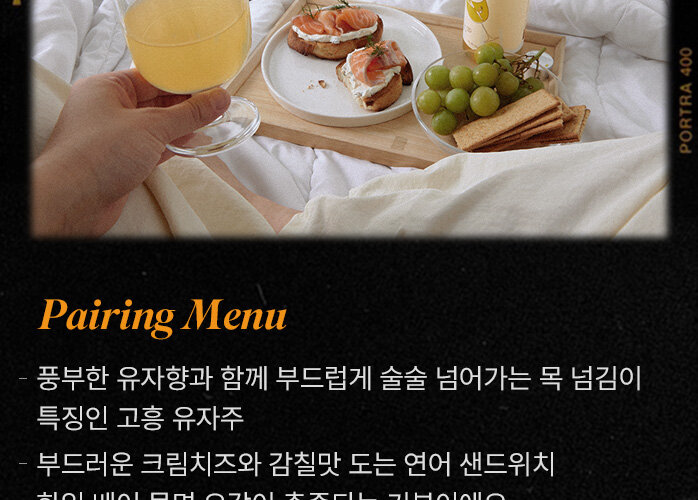 PORTRA 400
Pairing Menu
- 풍부한 유자향과 함께 부드럽게 술술 넘어가는 목 넘김이
특징인 고흥 유자주
- 부드러운 크림치즈와 감칠맛 도는 연어 샌드위치